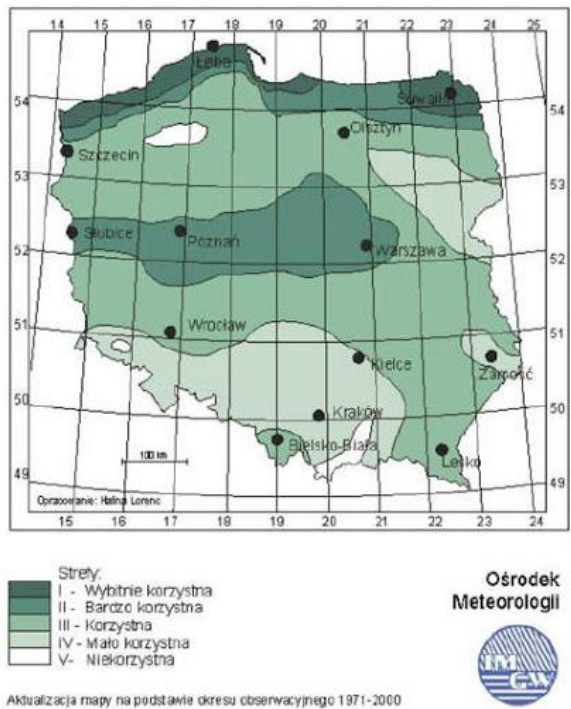 14 15 16 17 18 19 20 21 22 23 24 25
Łeba
Suwałki
54 54
Olsztyn
Szczecin
53 53
Słubice
Poznań
Warszawa
52 52
51 51
Wrocław
Kielce
Zamość
50 50
Kraków
Bielsko-Biała
Lesko
100 km
49 49
Opracowanie: Halina Lorenc
15 16 17 18 19 20 21 22 23 24
Strefy:
I - Wybitnie korzystna
II - Bardzo korzystna
III - Korzystna
IV - Mało korzystna
V- Niekorzystna
Ośrodek
Meteorologii
IM
GW
Aktualizacja mapy na podstawie okresu obserwacyjnego 1971-2000